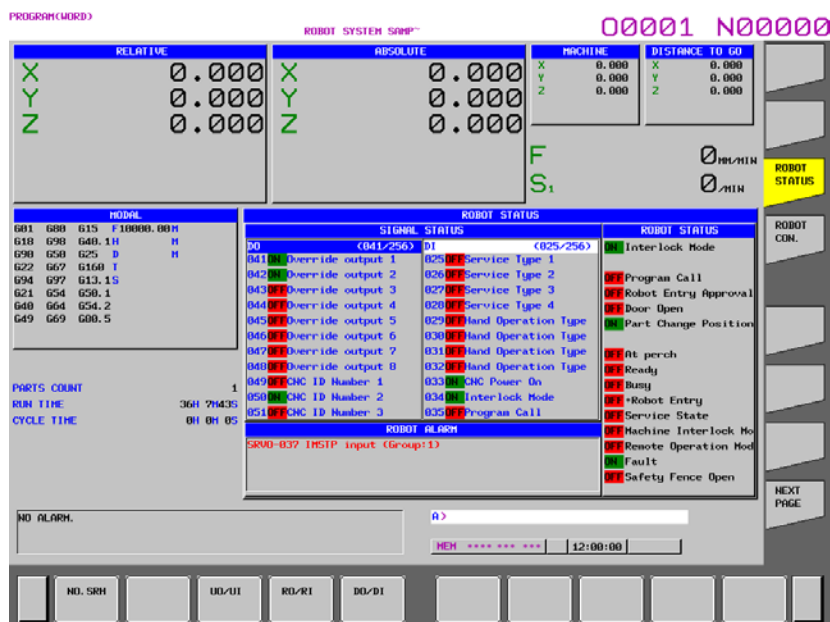 PROGRAM(WORD)
ROBOT SYSTEM SAMP~
O0001 N00000
RELATIVE
X 0.000
Y 0.000
Z 0.000
ABSOLUTE
X 0.000
Y 0.000
Z 0.000
MACHINE
X 0.000
Y 0.000
Z 0.000
DISTANCE TO GO
X 0.000
Y 0.000
Z 0.000
F 0 MM/MIN
S1 0 /MIN
ROBOT
STATUS
ROBOT
CON.
NEXT
PAGE
MODAL
G01 G80 G15 F10000.00M
G18 G98 G40.1H M
G90 G50 G25 D M
G22 G67 G160 T
G94 G97 G13.1S
G21 G54 G50.1
G40 G64 G54.2
G49 G69 G80.5
PARTS COUNT 1
RUN TIME 36H 7M43S
CYCLE TIME 0H 0M 0S
ROBOT STATUS
SIGNAL STATUS
DO (041/256)
041 ON Override output 1
042 ON Override output 2
043 OFF Override output 3
044 OFF Override output 4
045 OFF Override output 5
046 OFF Override output 6
047 OFF Override output 7
048 OFF Override output 8
049 OFF CNC ID Number 1
050 ON CNC ID Number 2
051 OFF CNC ID Number 3
DI (025/256)
025 OFF Service Type 1
026 OFF Service Type 2
027 OFF Service Type 3
028 OFF Service Type 4
029 OFF Hand Operation Type
030 OFF Hand Operation Type
031 OFF Hand Operation Type
032 OFF Hand Operation Type
033 ON CNC Power On
034 ON Interlock Mode
035 OFF Program Call
ROBOT STATUS
ON Interlock Mode
OFF Program Call
OFF Robot Entry Approval
OFF Door Open
ON Part Change Position
OFF At perch
OFF Ready
OFF Busy
OFF *Robot Entry
OFF Service State
OFF Machine Interlock Mo
OFF Remote Operation Mod
ON Fault
OFF Safety Fence Open
ROBOT ALARM
SRVO-037 IMSTP input (Group:1)
NO ALARM.
A>
MEM **** *** *** 12:00:00
NO. SRH
UO/UI
RO/RI
DO/DI